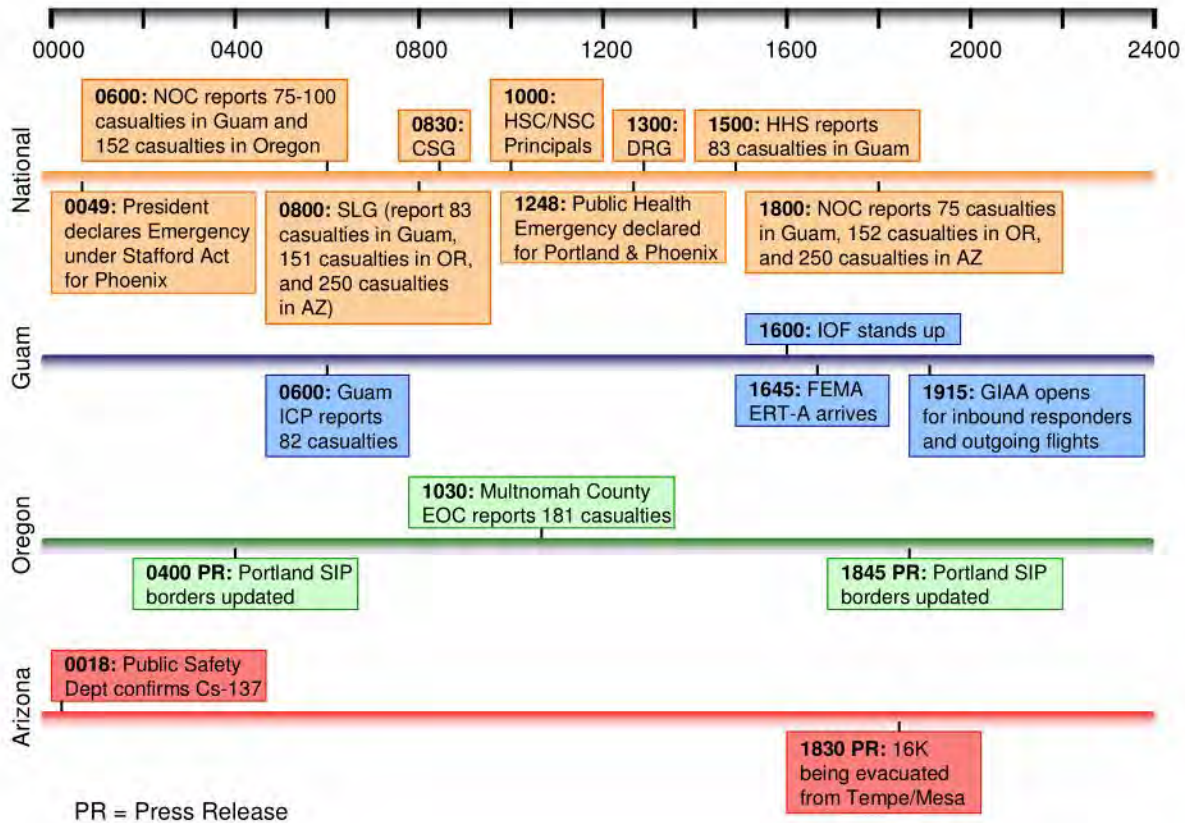 0000 0400 0800 1200 1600 2000 2400
National
0600: NOC reports 75-100
casualties in Guam and
152 casualties in Oregon
0830:
CSG
1000:
HSC/NSC
Principals
1300:
DRG
1500: HHS reports
83 casualties in Guam
0049: President
declares Emergency
under Stafford Act
for Phoenix
0800: SLG (report 83
casualties in Guam,
151 casualties in OR,
and 250 casualties
in AZ)
1248: Public Health
Emergency declared
for Portland & Phoenix
1800: NOC reports 75 casualties
in Guam, 152 casualties in OR,
and 250 casualties in AZ
Guam
1600: IOF stands up
0600: Guam
ICP reports
82 casualties
1645: FEMA
ERT-A arrives
1915: GIAA opens
for inbound responders
and outgoing flights
Oregon
1030: Multnomah County
EOC reports 181 casualties
0400 PR: Portland SIP
borders updated
1845 PR: Portland SIP
borders updated
Arizona
0018: Public Safety
Dept confirms Cs-137
1830 PR: 16K
being evacuated
from Tempe/Mesa
PR = Press Release